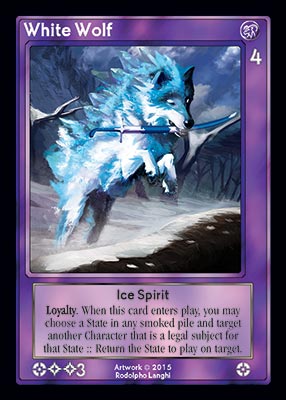 White Wolf
4
Ice Spirit
Loyalty. When this card enters play, you may
choose a State in any smoked pile and target
another Character that is a legal subject for
that State :: Return the State to play on target.
3
Artwork © 2015
Rodolpho Langhi